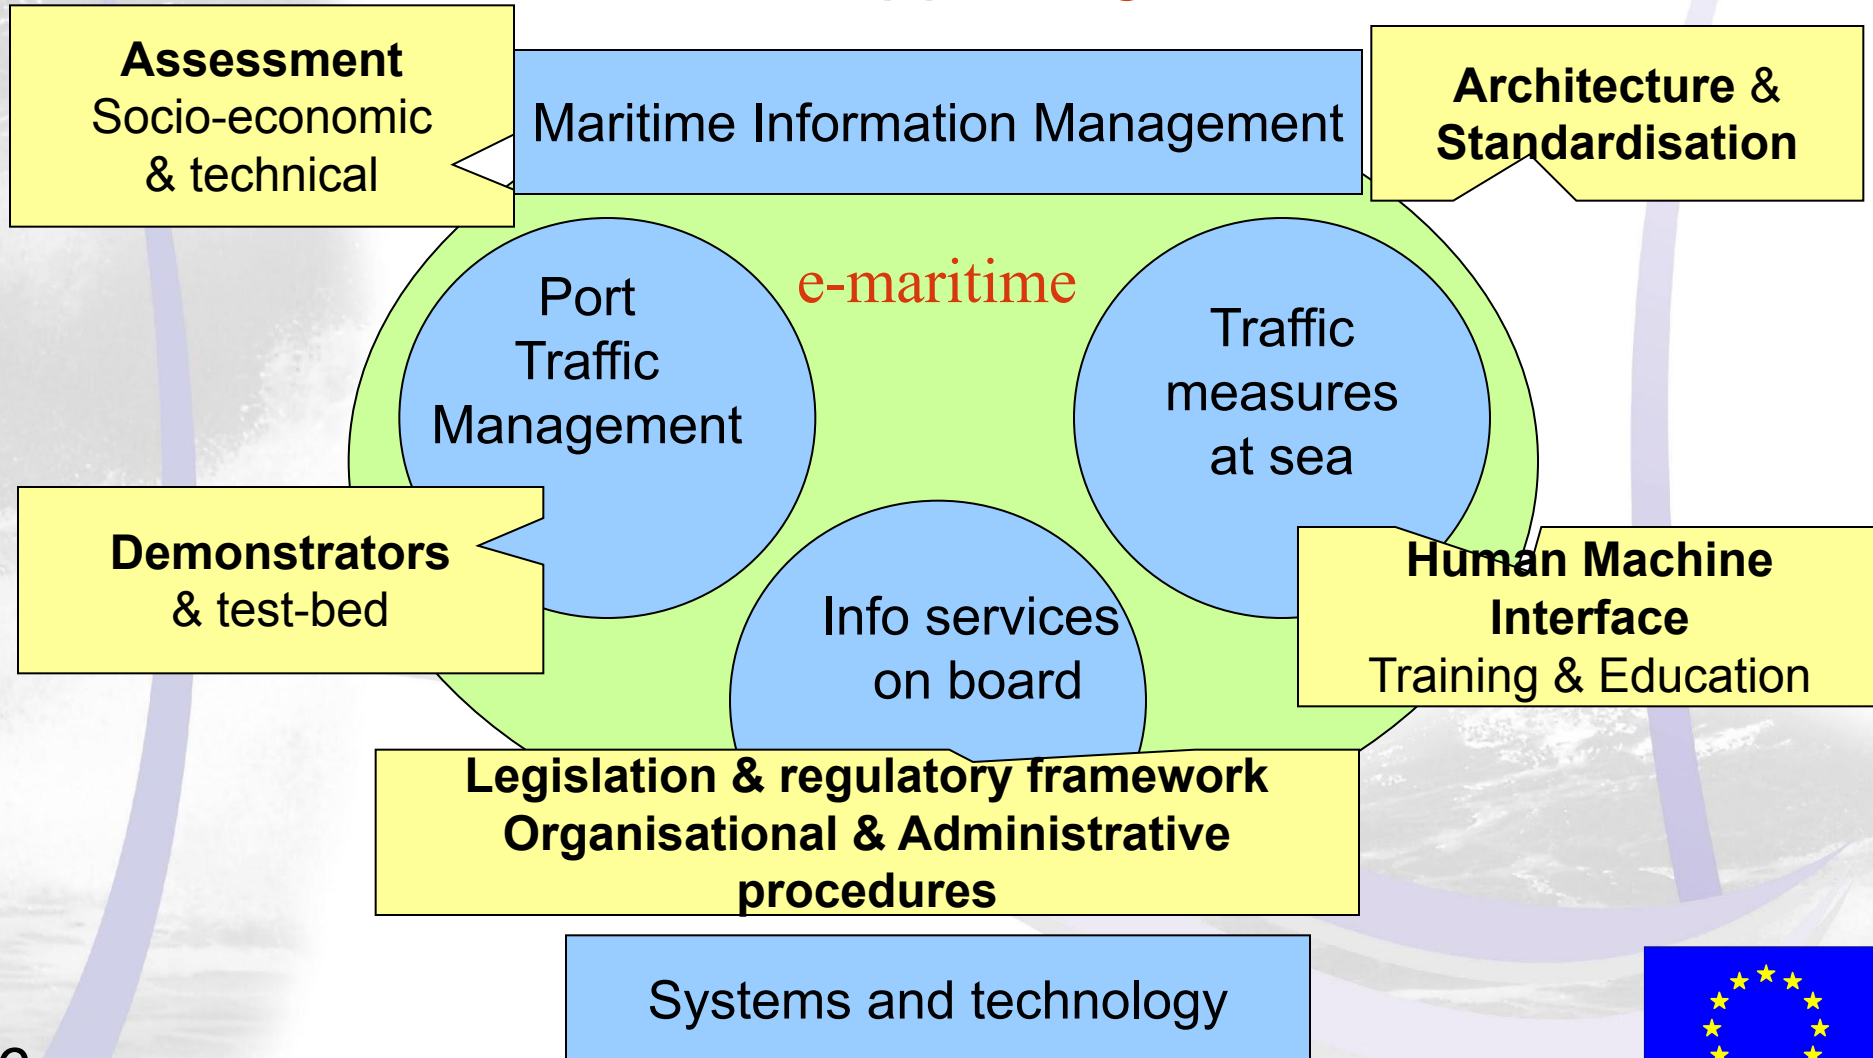 Assessment
Socio-economic
& technical
Maritime Information Management
Architecture &
Standardisation
e-maritime
Port
Traffic
Management
Traffic
measures
at sea
Demonstrators
& test-bed
Info services
on board
Human Machine
Interface
Training & Education
Legislation & regulatory framework
Organisational & Administrative
procedures
Systems and technology